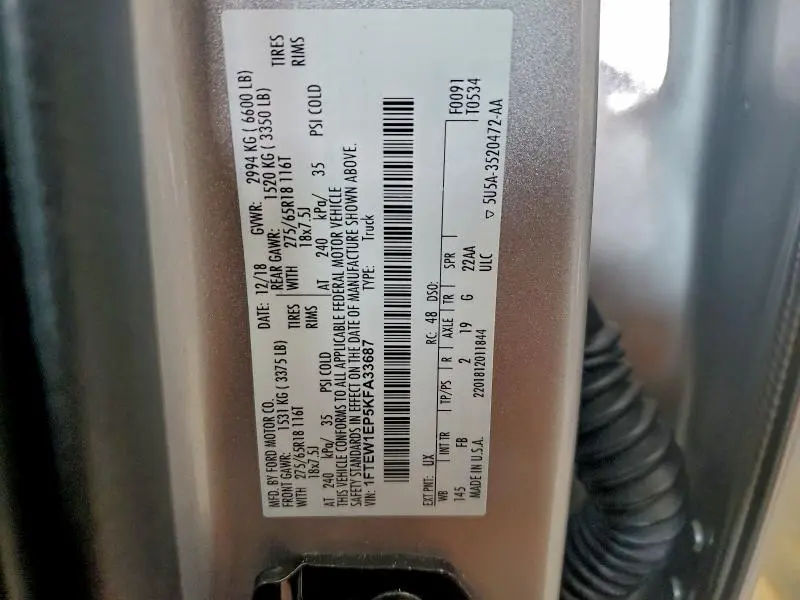 MFD. BY FORD MOTOR CO.
DATE: 12/18 GVWR: 2994 KG ( 6600 LB)
FRONT GAWR: 1531 KG ( 3375 LB) REAR GAWR: 1520 KG ( 3350 LB)
WITH 275/65R18 116T TIRES WITH 275/65R18 116T TIRES
18x7.5J RIMS 18x7.5J RIMS
AT 240 kPa/ 35 PSI COLD AT 240 kPa/ 35 PSI COLD
THIS VEHICLE CONFORMS TO ALL APPLICABLE FEDERAL MOTOR VEHICLE
SAFETY STANDARDS IN EFFECT ON THE DATE OF MANUFACTURE SHOWN ABOVE.
VIN: 1FTEW1EP5KFA33687 TYPE: Truck
EXT PNT: UX RC: 48 DSO: F0091
WB INT TR TP/PS R AXLE TR SPR T0534
145 FB 2 19 G 22AA
MADE IN U.S.A. 2201812011844 ULC ▽ 5U5A-3520472-AA